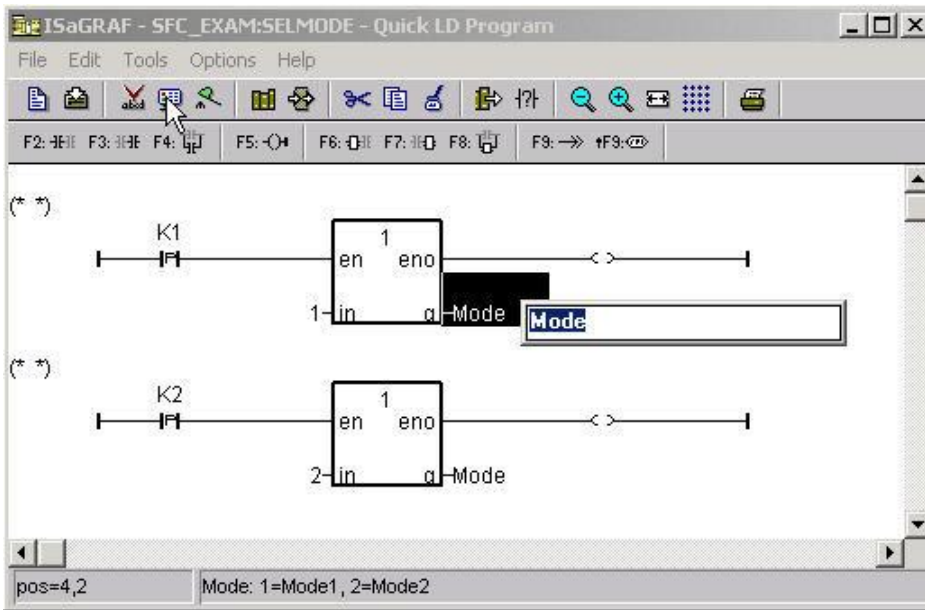 ISaGRAF - SFC_EXAM:SELMODE - Quick LD Program
File Edit Tools Options Help
F2: F3: F4: F5: F6: F7: F8: F9: F9:
(* *)
K1
P
1
en eno
1 in q Mode
Mode
(* *)
K2
P
1
en eno
2 in q Mode
pos=4,2 Mode: 1=Mode1, 2=Mode2